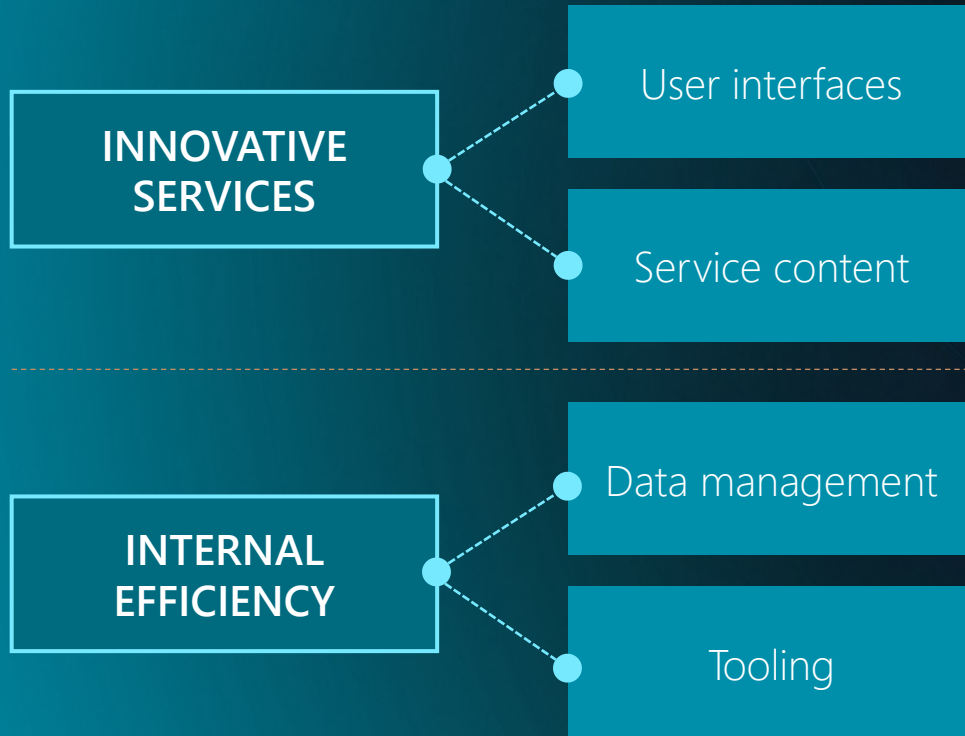 INNOVATIVE
SERVICES
User interfaces
Service content
INTERNAL
EFFICIENCY
Data management
Tooling